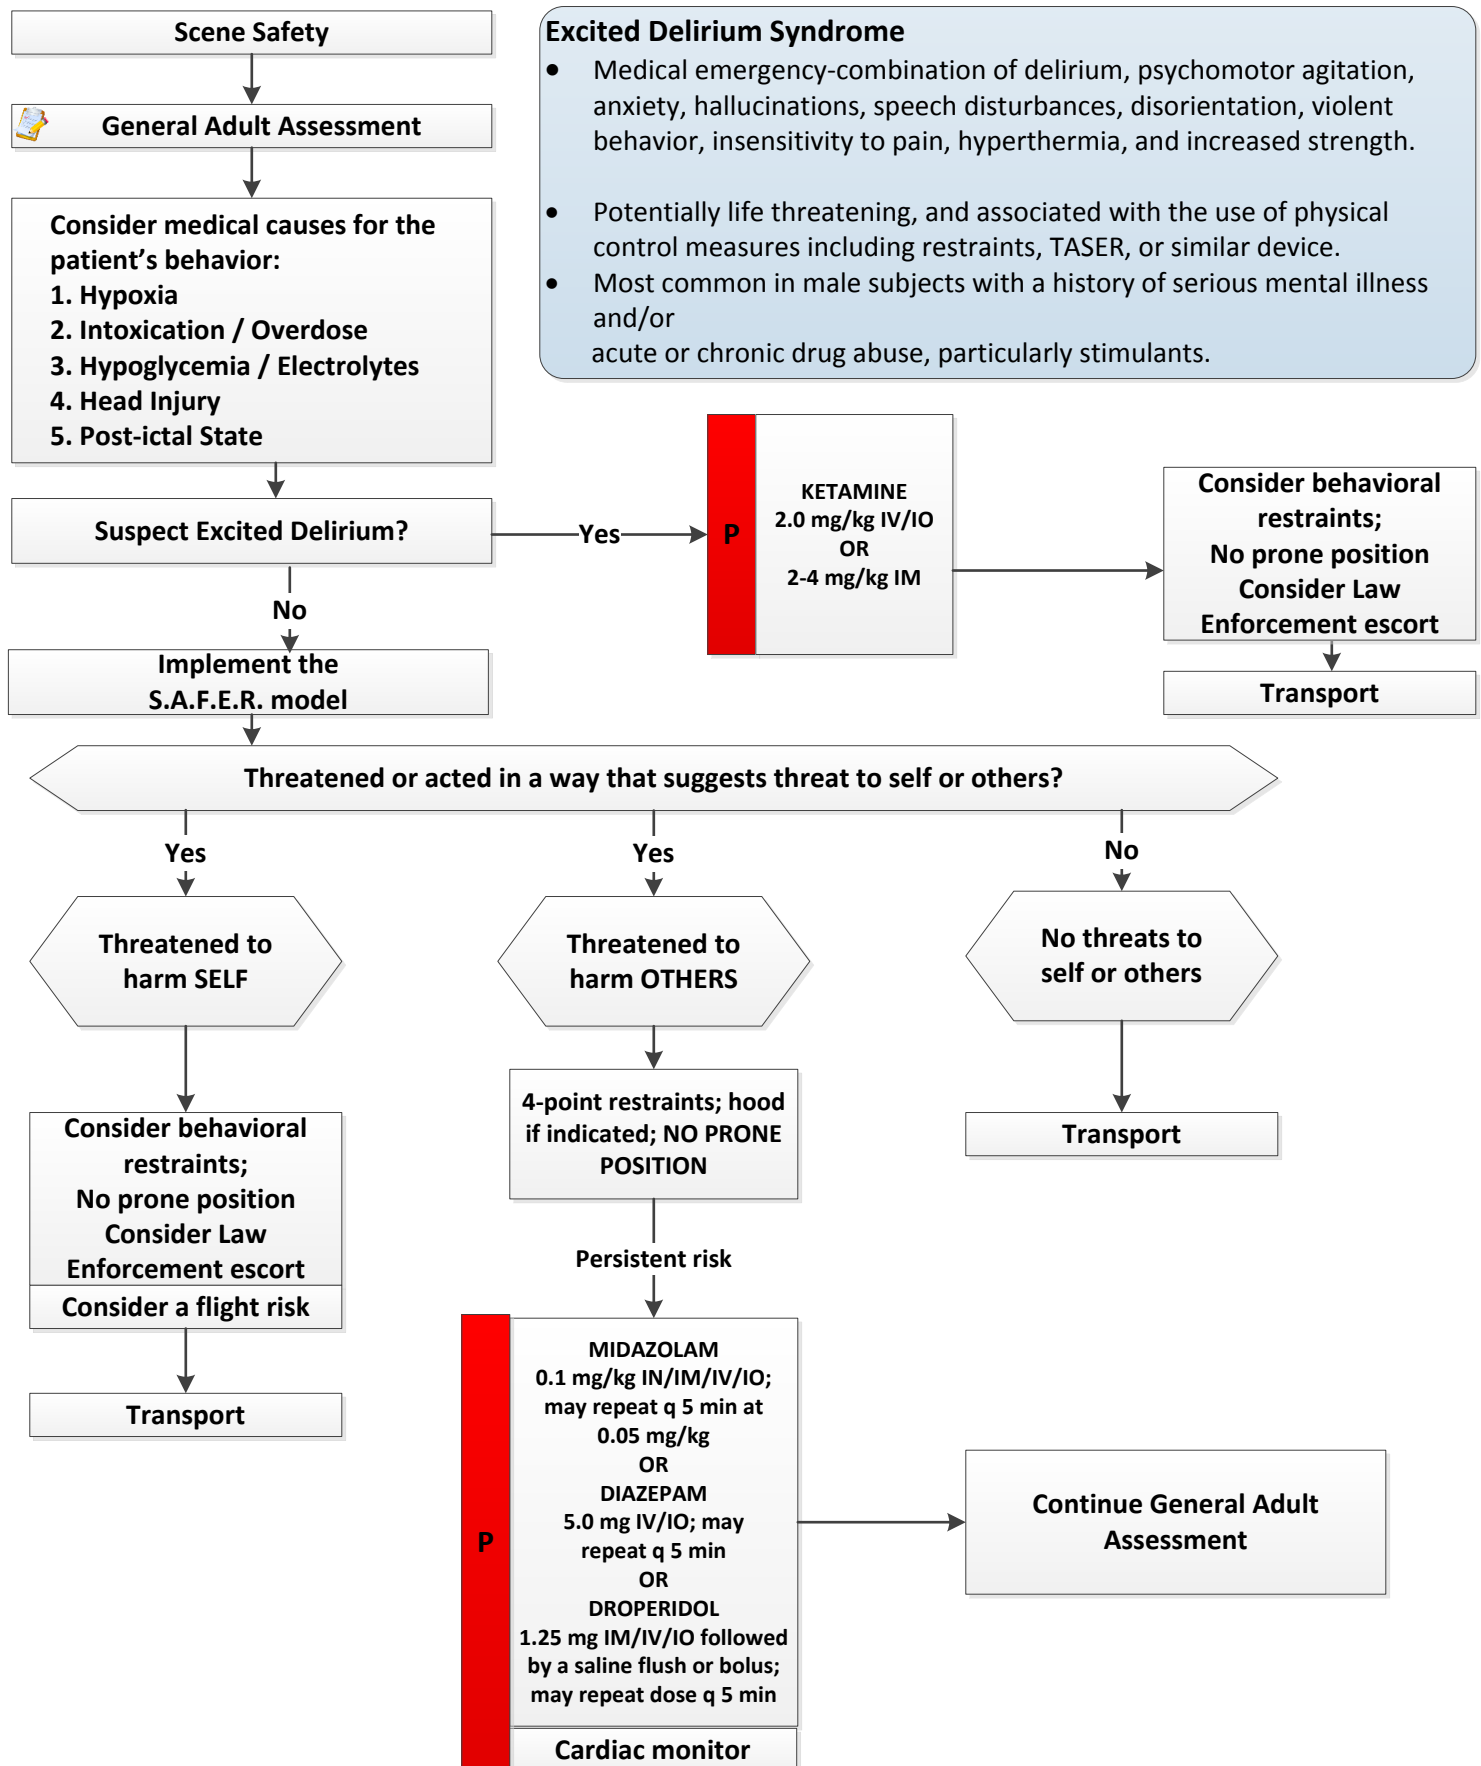 Scene Safety
General Adult Assessment
Consider medical causes for the
patient's behavior:
1. Hypoxia
2. Intoxication / Overdose
3. Hypoglycemia / Electrolytes
4. Head Injury
5. Post-ictal State
Excited Delirium Syndrome
• Medical emergency-combination of delirium, psychomotor agitation,
anxiety, hallucinations, speech disturbances, disorientation, violent
behavior, insensitivity to pain, hyperthermia, and increased strength.
• Potentially life threatening, and associated with the use of physical
control measures including restraints, TASER, or similar device.
• Most common in male subjects with a history of serious mental illness
and/or
acute or chronic drug abuse, particularly stimulants.
Suspect Excited Delirium?
Yes
P
KETAMINE
2.0 mg/kg IV/IO
OR
2-4 mg/kg IM
Consider behavioral
restraints;
No prone position
Consider Law
Enforcement escort
Transport
No
Implement the
S.A.F.E.R. model
Threatened or acted in a way that suggests threat to self or others?
Yes
Threatened to
harm SELF
Consider behavioral
restraints;
No prone position
Consider Law
Enforcement escort
Consider a flight risk
Transport
Yes
Threatened to
harm OTHERS
4-point restraints; hood
if indicated; NO PRONE
POSITION
Persistent risk
P
MIDAZOLAM
0.1 mg/kg IN/IM/IV/IO;
may repeat q 5 min at
0.05 mg/kg
OR
DIAZEPAM
5.0 mg IV/IO; may
repeat q 5 min
OR
DROPERIDOL
1.25 mg IM/IV/IO followed
by a saline flush or bolus;
may repeat dose q 5 min
Cardiac monitor
Continue General Adult
Assessment
No
No threats to
self or others
Transport